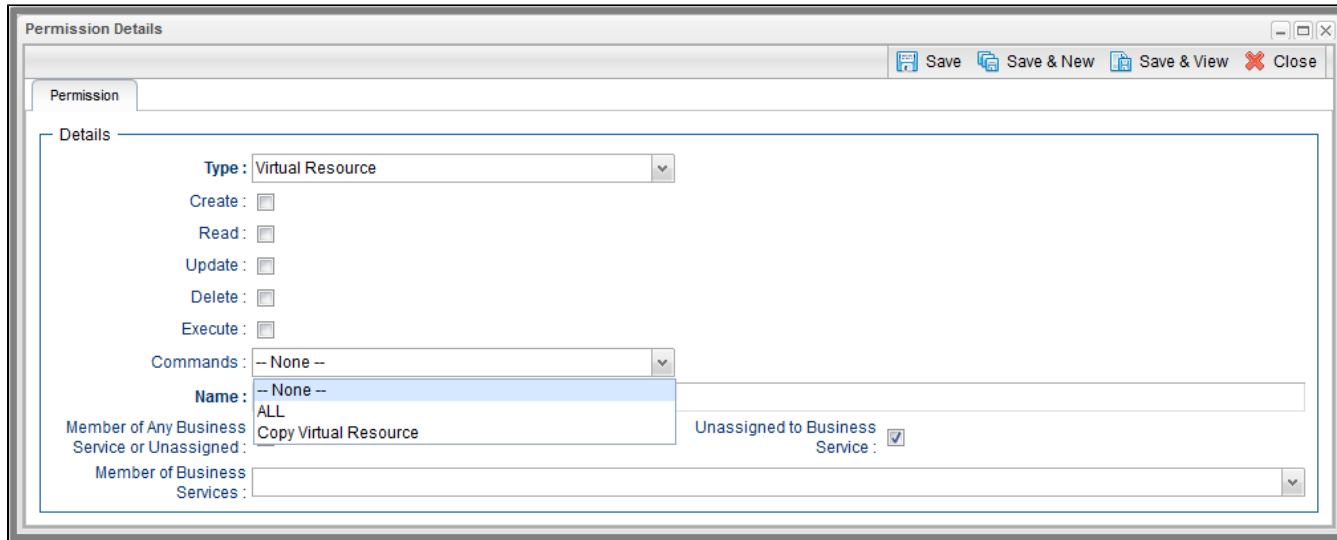 Permission Details
Save Save & New Save & View Close
Permission
Details
Type : Virtual Resource
Create :
Read :
Update :
Delete :
Execute :
Commands : -- None --
Name : -- None --
ALL
Copy Virtual Resource
Member of Any Business
Service or Unassigned :
Unassigned to Business
Service :
Member of Business
Services :